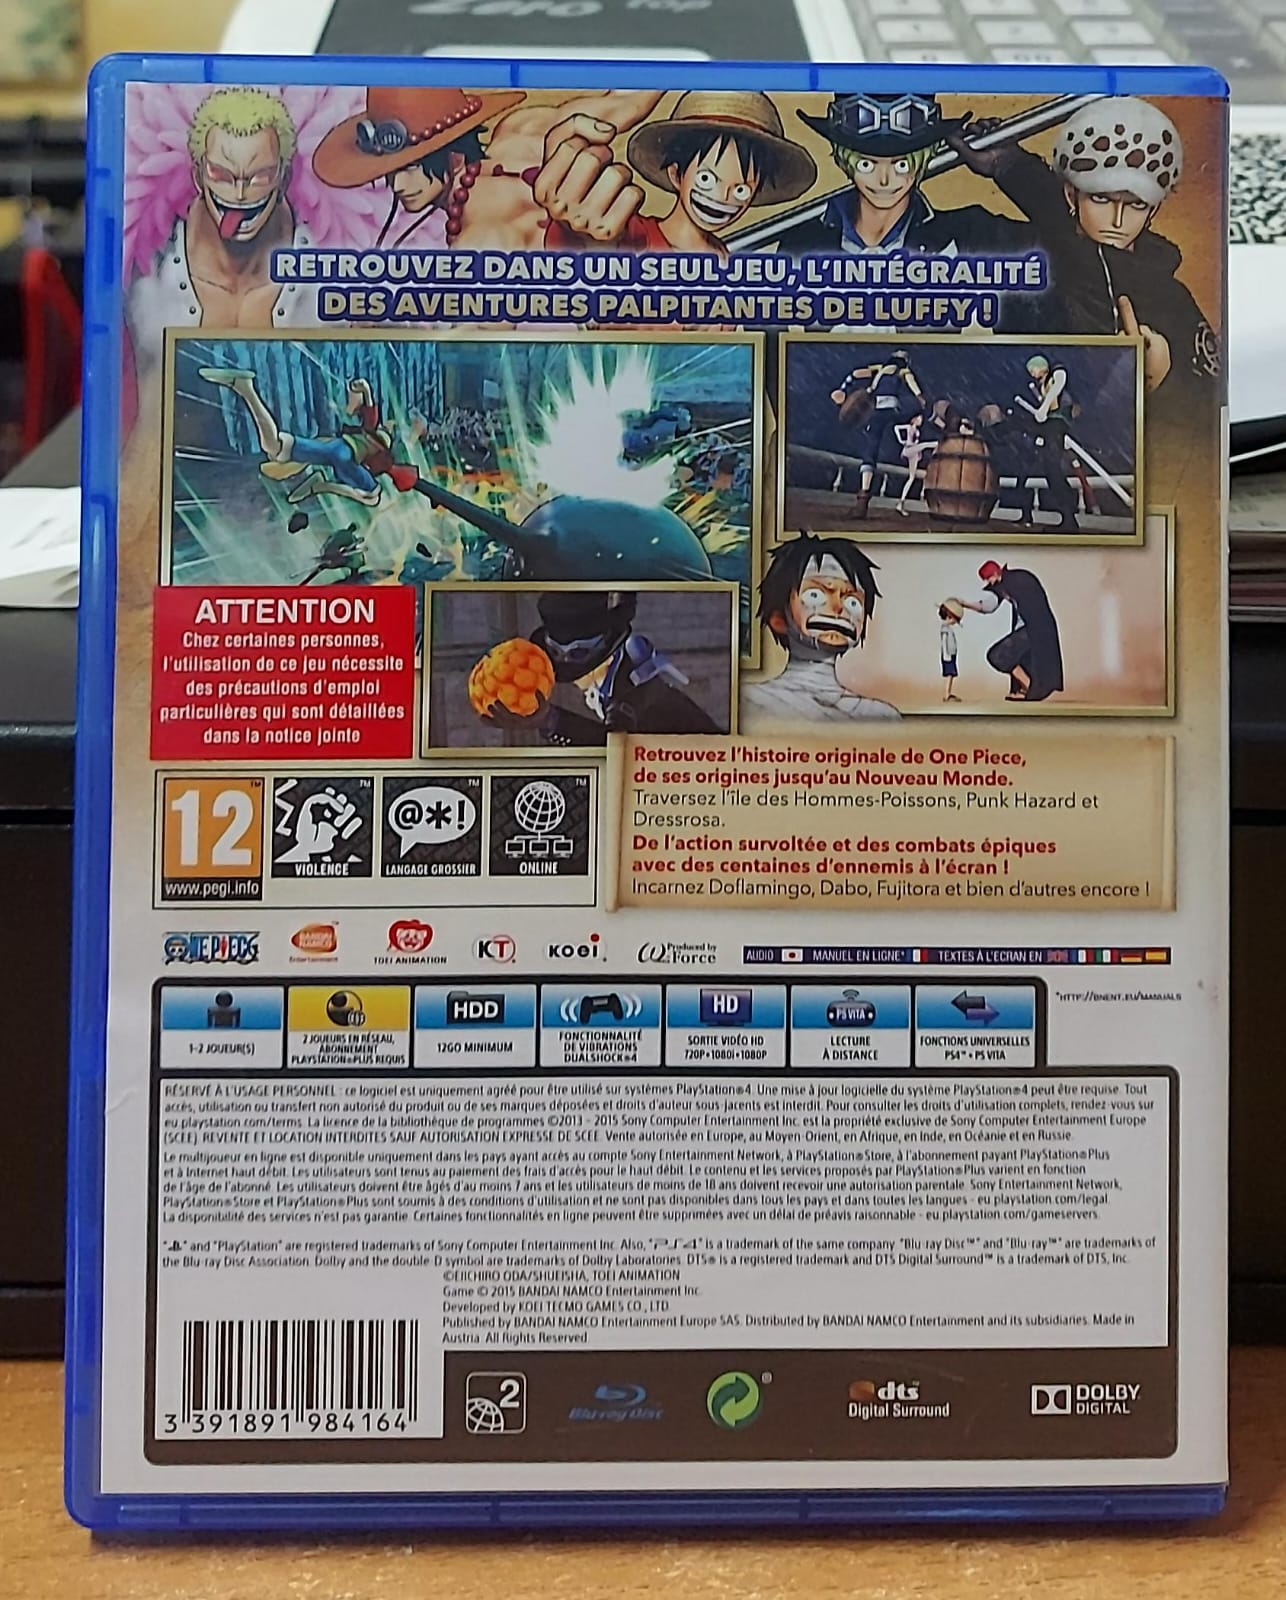 Zero top
RETROUVEZ DANS UN SEUL JEU, L'INTÉGRALITÉ
DES AVENTURES PALPITANTES DE LUFFY !
ATTENTION
Chez certaines personnes,
l'utilisation de ce jeu nécessite
des précautions d'emploi
particulières qui sont détaillées
dans la notice jointe
Retrouvez l'histoire originale de One Piece,
de ses origines jusqu'au Nouveau Monde.
Traversez l'île des Hommes-Poissons, Punk Hazard et
Dressrosa.
De l'action survoltée et des combats épiques
avec des centaines d'ennemis à l'écran !
Incarnez Doflamingo, Dabo, Fujitora et bien d'autres encore !
12
www.pegi.info
VIOLENCE
@*!
LANGAGE GROSSIER
ONLINE
ONE PIECE
BANDAI NAMCO Entertainment
TOEI ANIMATION
KT
KOEI
Produced by ω-Force
AUDIO MANUEL EN LIGNE* TEXTES À L'ECRAN EN
*HTTP://BNENT.EU/MANUALS
1-2 JOUEUR(S)
2 JOUEURS EN RÉSEAU,
ABONNEMENT
PLAYSTATION®PLUS REQUIS
HDD
12GO MINIMUM
FONCTIONNALITÉ
DE VIBRATIONS
DUALSHOCK®4
HD
SORTIE VIDÉO HD
720P•1080i•1080P
PS VITA
LECTURE
À DISTANCE
FONCTIONS UNIVERSELLES
PS4™ • PS VITA
RÉSERVÉ À L'USAGE PERSONNEL : ce logiciel est uniquement agréé pour être utilisé sur systèmes PlayStation®4. Une mise à jour logicielle du système PlayStation®4 peut être requise. Tout
accès, utilisation ou transfert non autorisé du produit ou de ses marques déposées et droits d'auteur sous-jacents est interdit. Pour consulter les droits d'utilisation complets, rendez-vous sur
eu.playstation.com/terms. La licence de la bibliothèque de programmes ©2013 - 2015 Sony Computer Entertainment Inc. est la propriété exclusive de Sony Computer Entertainment Europe
(SCEE). REVENTE ET LOCATION INTERDITES SAUF AUTORISATION EXPRESSE DE SCEE. Vente autorisée en Europe, au Moyen-Orient, en Afrique, en Inde, en Océanie et en Russie.
Le multijoueur en ligne est disponible uniquement dans les pays ayant accès au compte Sony Entertainment Network, à PlayStation®Store, à l'abonnement payant PlayStation®Plus
et à Internet haut débit. Les utilisateurs sont tenus au paiement des frais d'accès pour le haut débit. Le contenu et les services proposés par PlayStation®Plus varient en fonction
de l'âge de l'abonné. Les utilisateurs doivent être âgés d'au moins 7 ans et les utilisateurs de moins de 18 ans doivent recevoir une autorisation parentale. Sony Entertainment Network,
PlayStation®Store et PlayStation®Plus sont soumis à des conditions d'utilisation et ne sont pas disponibles dans tous les pays et dans toutes les langues - eu.playstation.com/legal.
La disponibilité des services n'est pas garantie. Certaines fonctionnalités en ligne peuvent être supprimées avec un délai de préavis raisonnable - eu.playstation.com/gameservers.
" " and "PlayStation" are registered trademarks of Sony Computer Entertainment Inc. Also, "PS4" is a trademark of the same company. "Blu-ray Disc™" and "Blu-ray™" are trademarks of
the Blu-ray Disc Association. Dolby and the double-D symbol are trademarks of Dolby Laboratories. DTS® is a registered trademark and DTS Digital Surround™ is a trademark of DTS, Inc.
©EIICHIRO ODA/SHUEISHA, TOEI ANIMATION
Game © 2015 BANDAI NAMCO Entertainment Inc.
Developed by KOEI TECMO GAMES CO., LTD.
Published by BANDAI NAMCO Entertainment Europe SAS. Distributed by BANDAI NAMCO Entertainment and its subsidiaries. Made in
Austria. All Rights Reserved.
3 391891 984164
2
Blu-ray Disc
®
dts
Digital Surround
DOLBY
DIGITAL